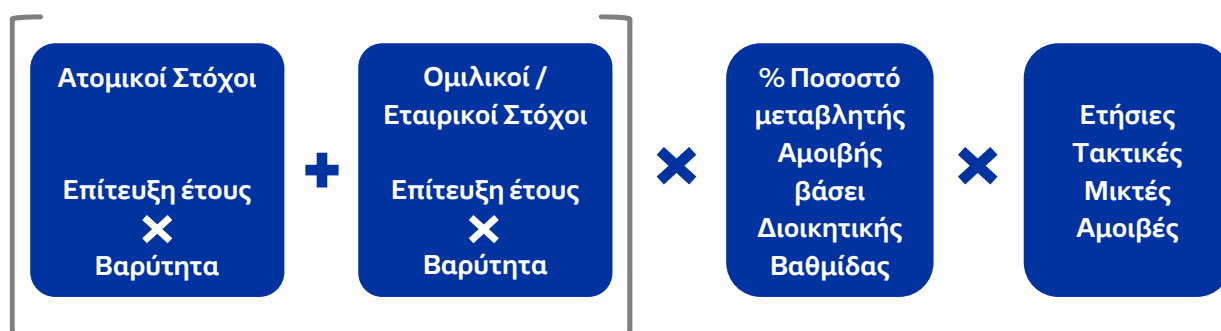 Ατομικοί Στόχοι
Επίτευξη έτους
Βαρύτητα
Ομιλικοί /
Εταιρικοί Στόχοι
Επίτευξη έτους
Βαρύτητα
% Ποσοστό
μεταβλητής
Αμοιβής
βάσει
Διοικητικής
Βαθμίδας
Ετήσιες
Τακτικές
Μικτές
Αμοιβές